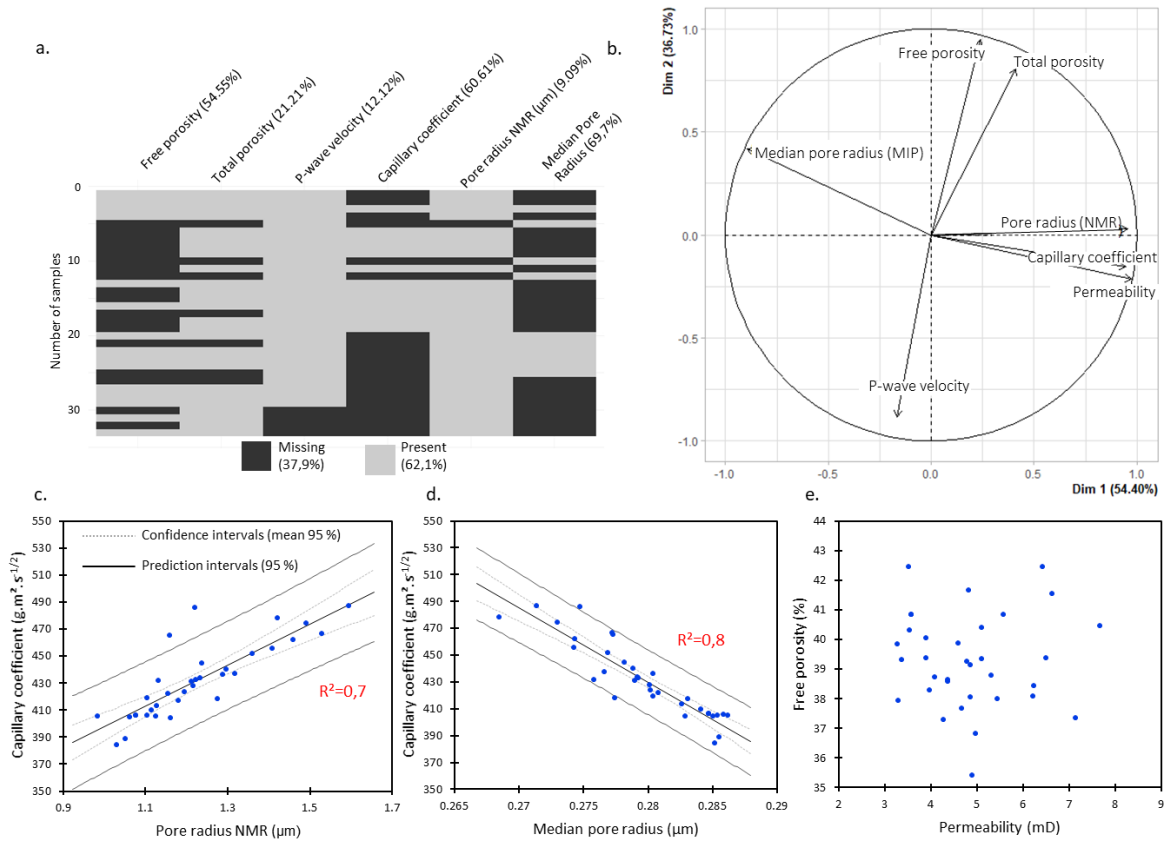 a.
Free porosity (54.55%)
Total porosity (21.21 %)
P-wave velocity (12.12%)
Capillary coefficient (60.61%)
Pore radius NMR (µm) (9.09%)
Median Pore
Radius (69,7%)
0
10
20
30
Number of samples
Missing
(37,9%)
Present
(62,1%)
b.
Dim 2 (36.73%)
1.0
0.5
0.0
-0.5
-1.0
Free porosity
Total porosity
Median pore radius (MIP)
Pore radius (NMR)
Capillary coefficient
Permeability
P-wave velocity
-1.0
-0.5
0.0
0.5
1.0
Dim 1 (54.40%)
c.
Capillary coefficient (g.m².s⁻¹/²)
550
530
510
490
470
450
430
410
390
370
350
Confidence intervals (mean 95 %)
Prediction intervals (95 %)
R²=0,7
0.9
1.1
1.3
1.5
1.7
Pore radius NMR (µm)
d.
Capillary coefficient (g.m².s⁻¹/²)
550
530
510
490
470
450
430
410
390
370
350
R²=0,8
0.265
0.27
0.275
0.28
0.285
0.29
Median pore radius (µm)
e.
Free porosity (%)
44
43
42
41
40
39
38
37
36
35
2
3
4
5
6
7
8
9
Permeability (mD)